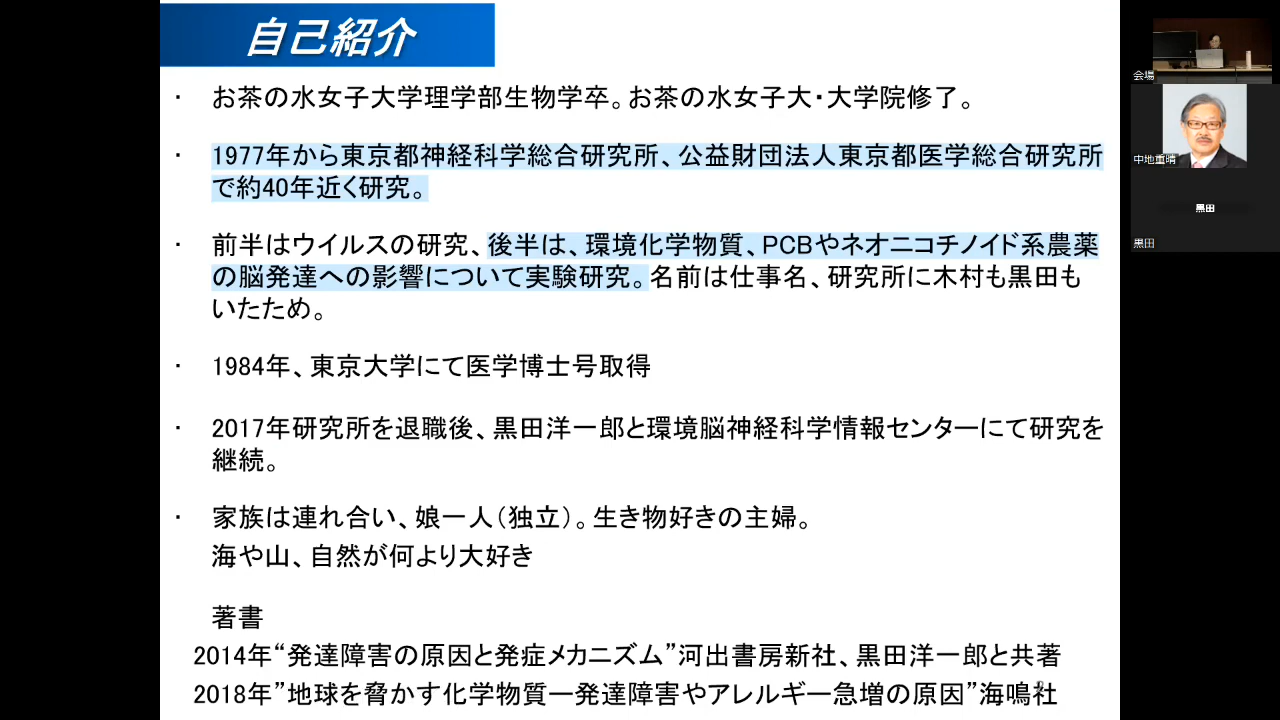 自己紹介
・ お茶の水女子大学理学部生物学卒。お茶の水女子大・大学院修了。
・ 1977年から東京都神経科学総合研究所、公益財団法人東京都医学総合研究所
で約40年近く研究。
・ 前半はウイルスの研究、後半は、環境化学物質、PCBやネオニコチノイド系農薬
の脳発達への影響について実験研究。名前は仕事名、研究所に木村も黒田も
いたため。
・ 1984年、東京大学にて医学博士号取得
・ 2017年研究所を退職後、黒田洋一郎と環境脳神経科学情報センターにて研究を
継続。
・ 家族は連れ合い、娘一人（独立）。生き物好きの主婦。
海や山、自然が何より大好き
著書
2014年“発達障害の原因と発症メカニズム”河出書房新社、黒田洋一郎と共著
2018年”地球を脅かす化学物質ー発達障害やアレルギー急増の原因”海鳴社
会場
中地重晴
黒田
黒田